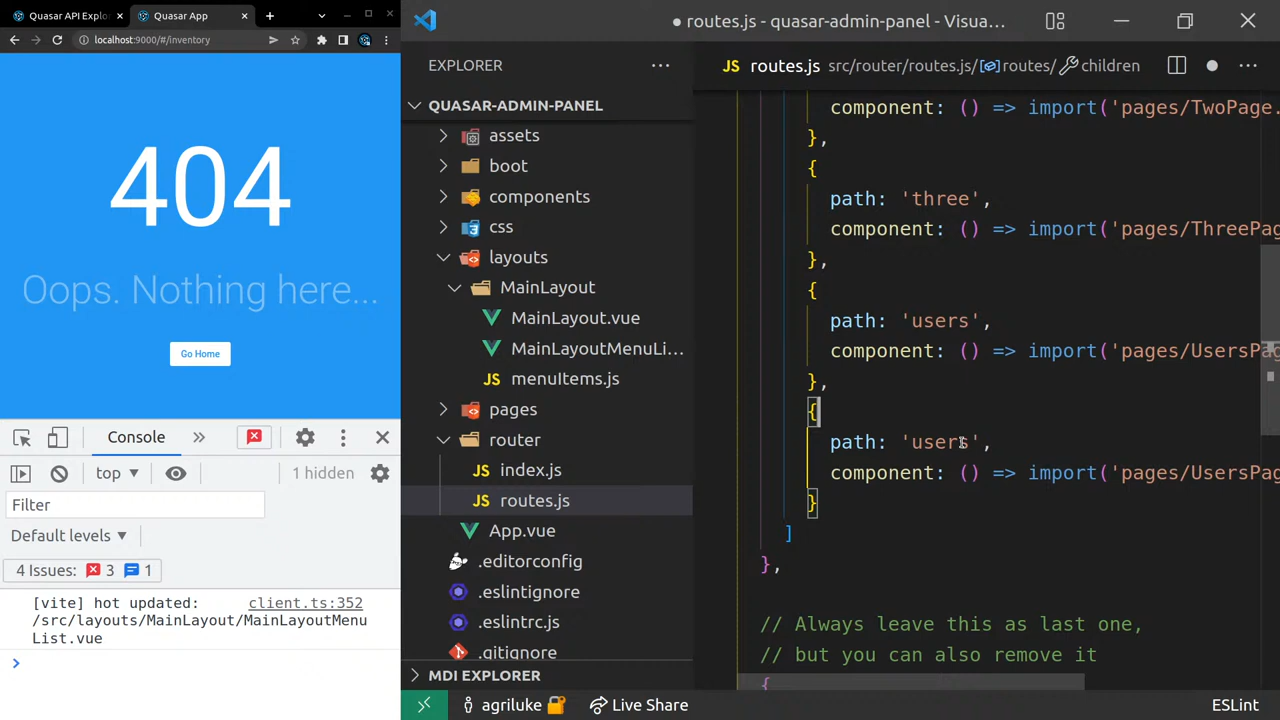 Quasar API Explo
Quasar App
localhost:9000/#/inventory
404
Oops. Nothing here...
Go Home
Console
top
1 hidden
Filter
Default levels
4 Issues: 3 1
[vite] hot updated: client.ts:352
/src/layouts/MainLayout/MainLayoutMenu
List.vue
>
● routes.js - quasar-admin-panel - Visua...
EXPLORER
QUASAR-ADMIN-PANEL
assets
boot
components
css
layouts
MainLayout
MainLayout.vue
MainLayoutMenuLi...
menuItems.js
pages
router
index.js
routes.js
App.vue
.editorconfig
.eslintignore
.eslintrc.js
.gitignore
MDI EXPLORER
JS routes.js src/router/routes.js/ routes/ children
component: () => import('pages/TwoPage.
},
{
path: 'three',
component: () => import('pages/ThreePag
},
{
path: 'users',
component: () => import('pages/UsersPag
},
{
path: 'users',
component: () => import('pages/UsersPag
}
]
},
// Always leave this as last one,
// but you can also remove it
{
agriluke
Live Share
ESLint